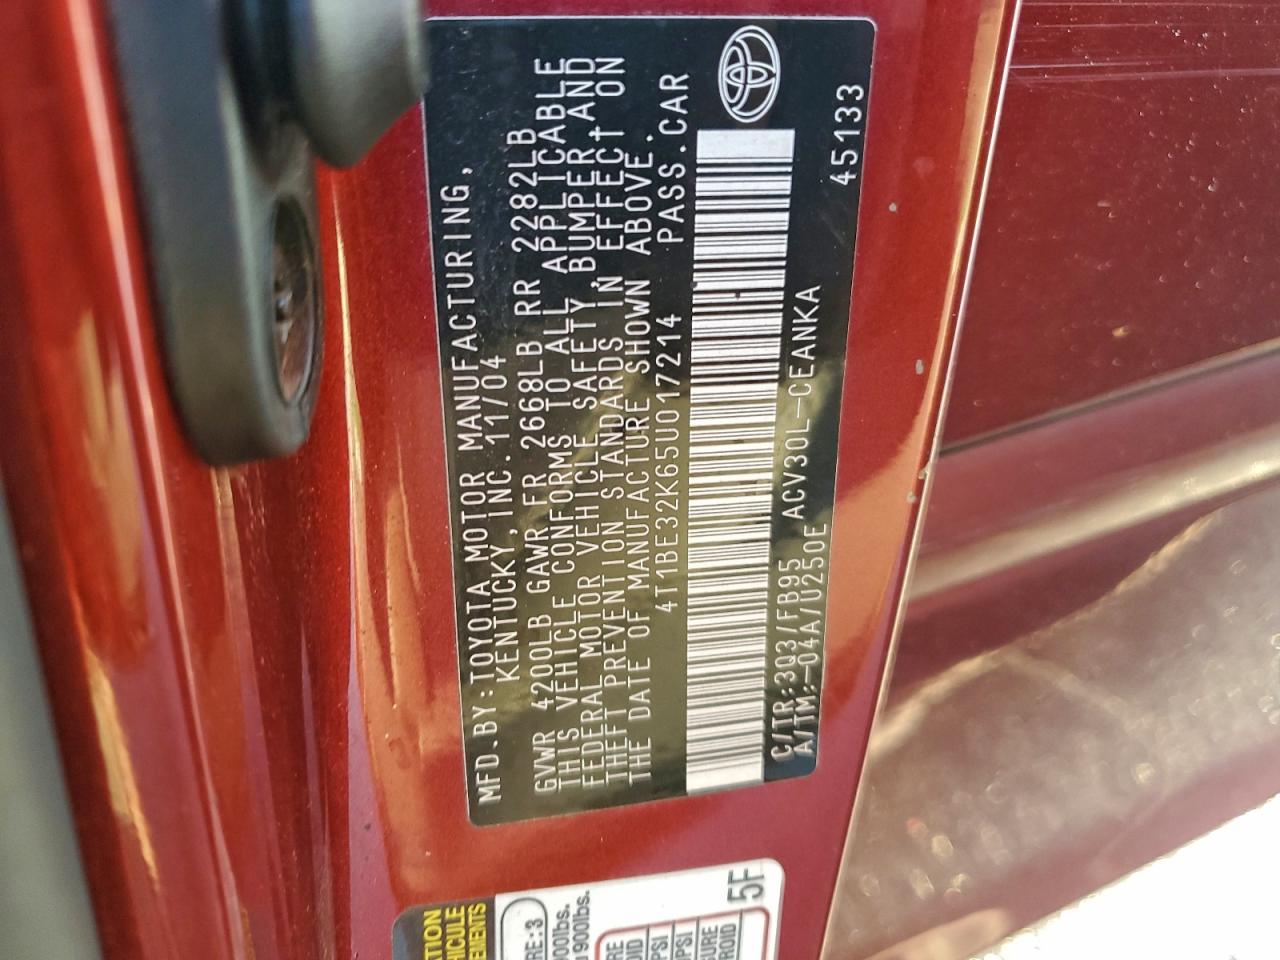 MFD.BY:TOYOTA MOTOR MANUFACTURING,
KENTUCKY,INC. 11/04
GVWR 4200LB GAWR FR 2668LB RR 2282LB
THIS VEHICLE CONFORMS TO ALL APPLICABLE
FEDERAL MOTOR VEHICLE SAFETY,BUMPER,AND
THEFT PREVENTION STANDARDS IN EFFECT ON
THE DATE OF MANUFACTURE SHOWN ABOVE.
4T1BE32K65U017214 PASS.CAR
C/TR:3Q3/FB95 ACV30L-CEANKA
A/TM:-04A/U250E
45133
5F